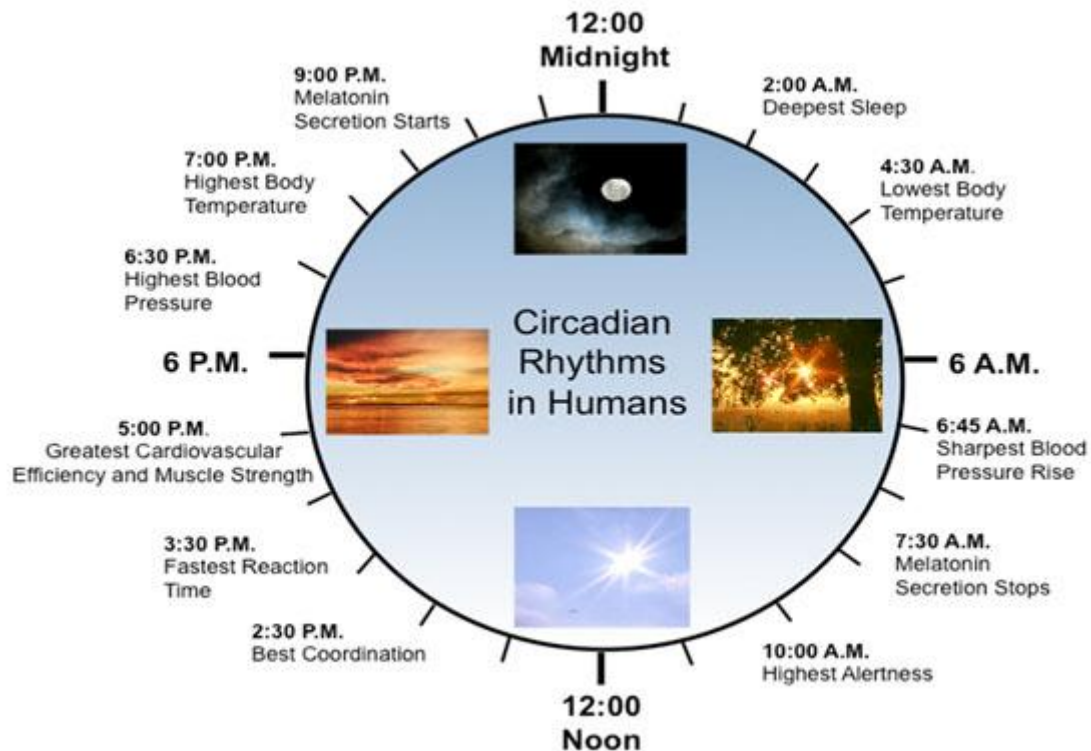 12:00
Midnight
2:00 A.M.
Deepest Sleep
4:30 A.M.
Lowest Body
Temperature
6 A.M.
6:45 A.M.
Sharpest Blood
Pressure Rise
7:30 A.M.
Melatonin
Secretion Stops
10:00 A.M.
Highest Alertness
12:00
Noon
2:30 P.M.
Best Coordination
3:30 P.M.
Fastest Reaction
Time
5:00 P.M.
Greatest Cardiovascular
Efficiency and Muscle Strength
6 P.M.
6:30 P.M.
Highest Blood
Pressure
7:00 P.M.
Highest Body
Temperature
9:00 P.M.
Melatonin
Secretion Starts
Circadian
Rhythms
in Humans